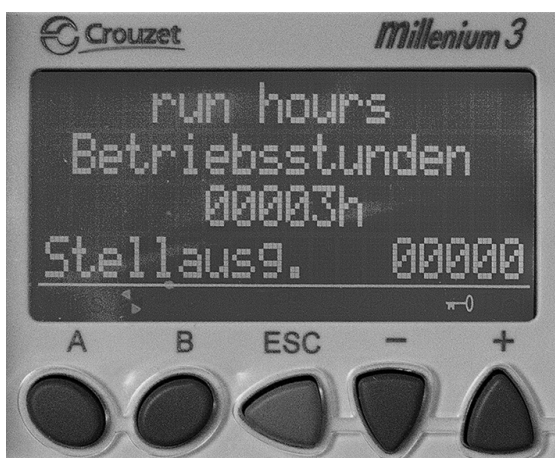 Crouzet Millenium 3
run hours
Betriebsstunden
00003h
Stellausg. 00000
A B ESC − +